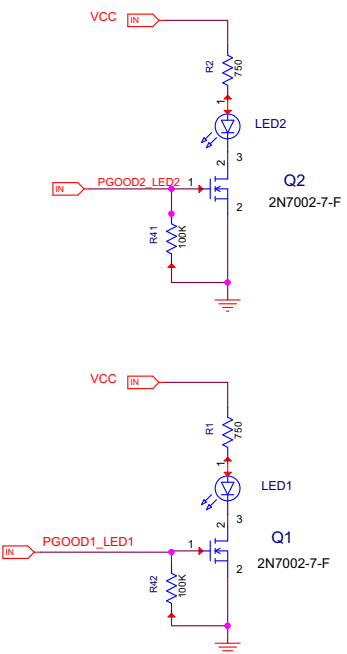 VCC IN
R2 750
1
LED2
2 3
IN PGOOD2_LED2 1
Q2
2N7002-7-F
2
R41 100K
VCC IN
R1 750
1
LED1
2 3
IN PGOOD1_LED1 1
Q1
2N7002-7-F
2
R42 100K